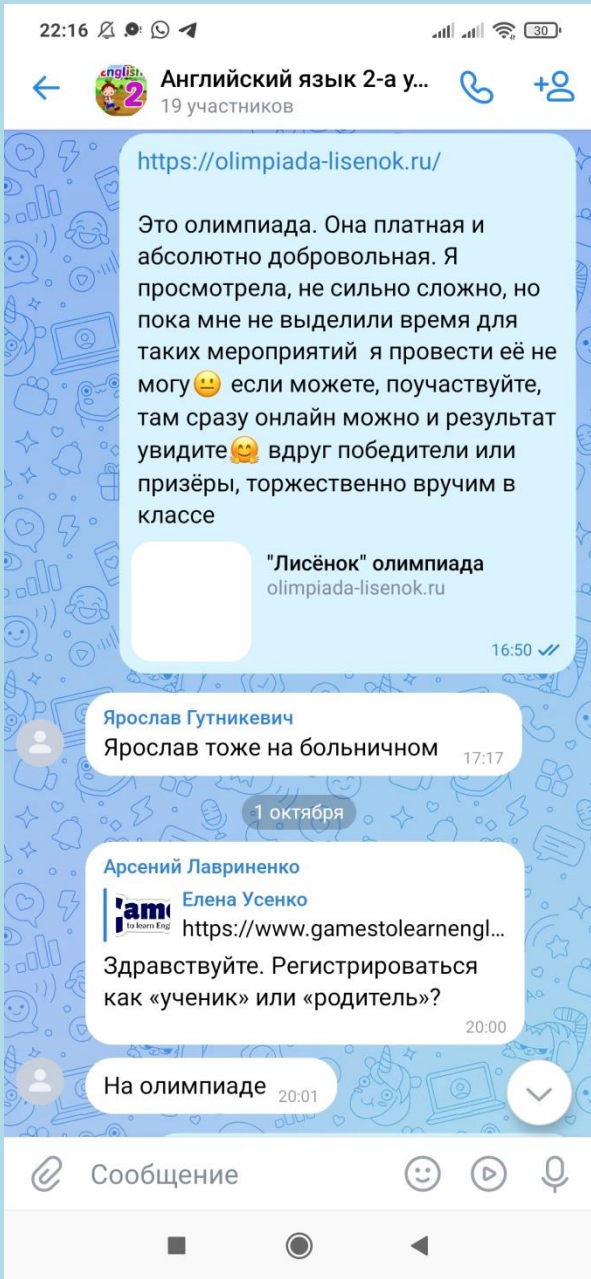 22:16
30
Английский язык 2-а у...
19 участников
https://olimpiada-lisenok.ru/
Это олимпиада. Она платная и
абсолютно добровольная. Я
просмотрела, не сильно сложно, но
пока мне не выделили время для
таких мероприятий я провести её не
могу😐 если можете, поучаствуйте,
там сразу онлайн можно и результат
увидите🤗 вдруг победители или
призёры, торжественно вручим в
классе
"Лисёнок" олимпиада
olimpiada-lisenok.ru
16:50
Ярослав Гутникевич
Ярослав тоже на больничном
17:17
1 октября
Арсений Лавриненко
Елена Усенко
https://www.gamestolearnengl...
Здравствуйте. Регистрироваться
как «ученик» или «родитель»?
20:00
На олимпиаде 20:01
Сообщение